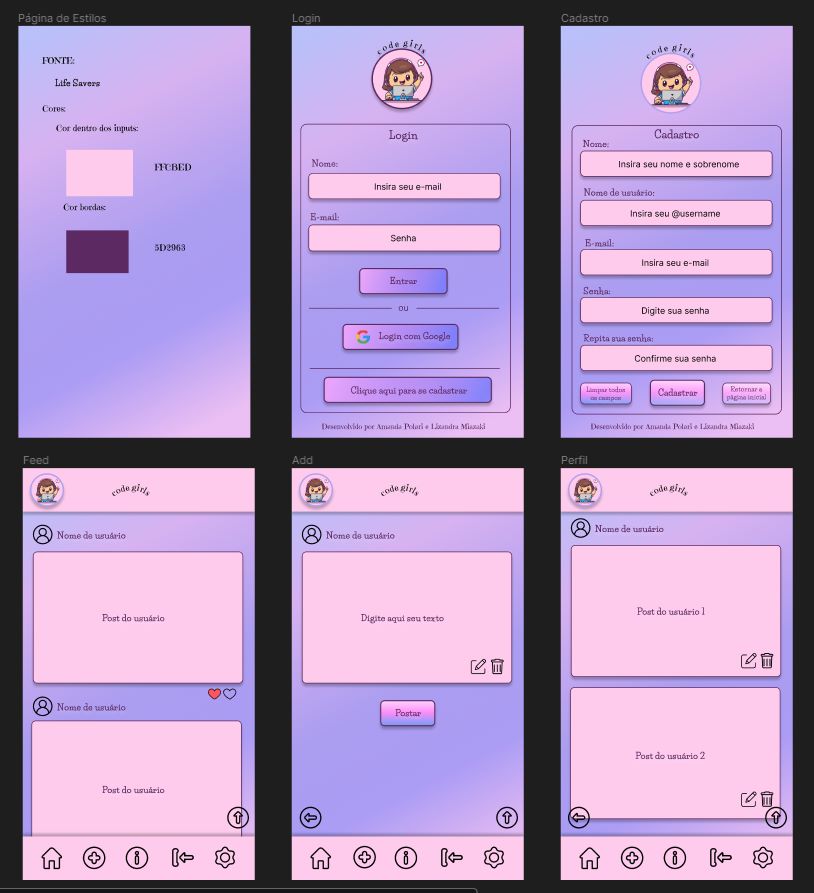 Página de Estilos
FONTE:
Life Savers
Cores:
Cor dentro dos inputs:
FFCBED
Cor bordas:
5D2963
Login
code girls
Login
Nome:
Insira seu e-mail
E-mail:
Senha
Entrar
ou
Login com Google
Clique aqui para se cadastrar
Desenvolvido por Amanda Polari e Lizandra Miazaki
Cadastro
code girls
Cadastro
Nome:
Insira seu nome e sobrenome
Nome de usuário:
Insira seu @username
E-mail:
Insira seu e-mail
Senha:
Digite sua senha
Repita sua senha:
Confirme sua senha
Limpar todos
os campos
Cadastrar
Retornar a
página inicial
Desenvolvido por Amanda Polari e Lizandra Miazaki
Feed
code girls
Nome de usuário
Post do usuário
Nome de usuário
Post do usuário
Add
code girls
Nome de usuário
Digite aqui seu texto
Postar
Perfil
code girls
Nome de usuário
Post do usuário 1
Post do usuário 2